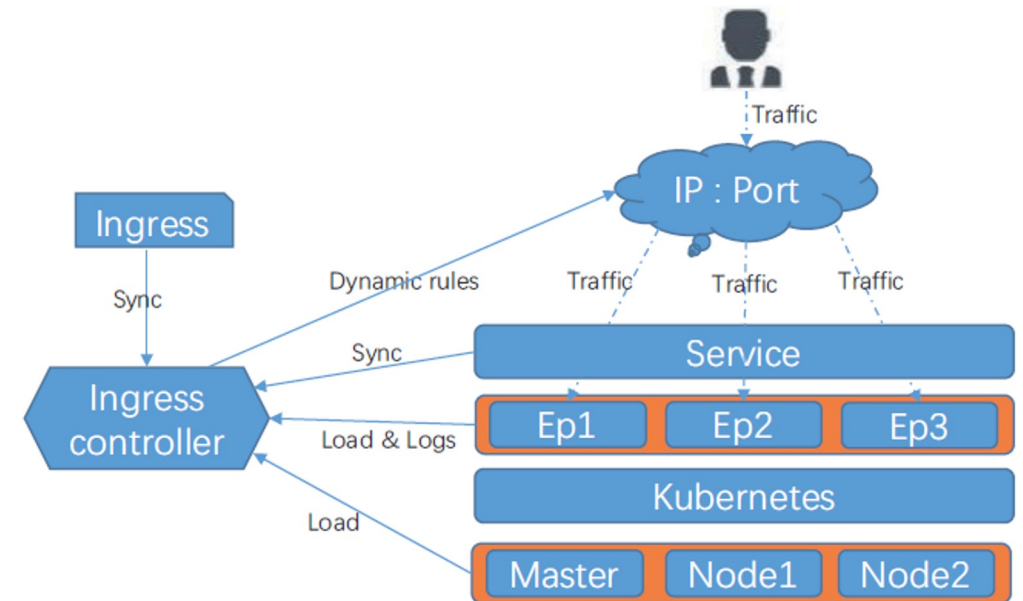 Traffic
IP : Port
Ingress
Dynamic rules
Traffic
Traffic
Traffic
Sync
Sync
Service
Ingress
controller
Ep1
Ep2
Ep3
Load & Logs
Kubernetes
Load
Master
Node1
Node2